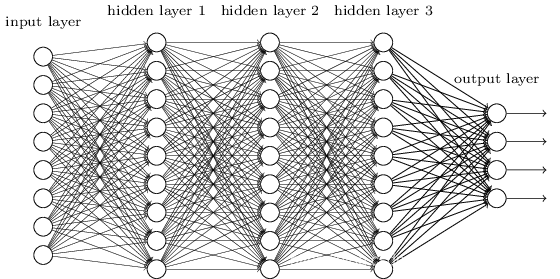 hidden layer 1 hidden layer 2 hidden layer 3
input layer
output layer